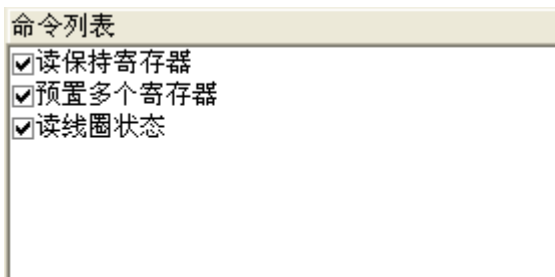 命令列表
读保持寄存器
预置多个寄存器
读线圈状态